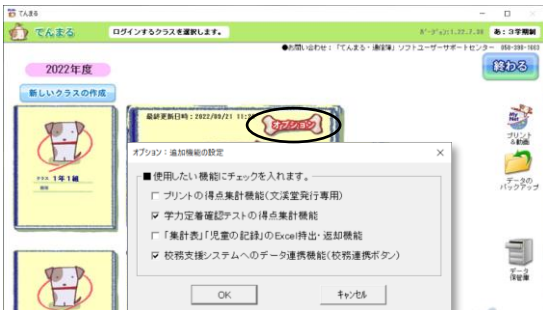 てんまる
てんまる
ログインするクラスを選択します。
ﾊﾞｰｼﾞｮﾝ:1.22.7.30
あ：3学期制
●お問い合わせ：「てんまる・連絡簿」ソフトユーザーサポートセンター
2022年度
終わる
新しいクラスの作成
最終更新日時：2022/09/21 11:2
オプション
プリント
＆動画
ｵﾌﾟｼｮﾝ：追加機能の設定
■ 使用したい機能にチェックを入れます。
プリントの得点集計機能(文溪堂発行専用)
学力定着確認テストの得点集計機能
「集計表」「児童の記録」のExcel持出・返却機能
校務支援システムへのデータ連携機能(校務連携ボタン)
OK
ｷｬﾝｾﾙ
クラス 1年1組
データの
バックアップ
データ
保管庫